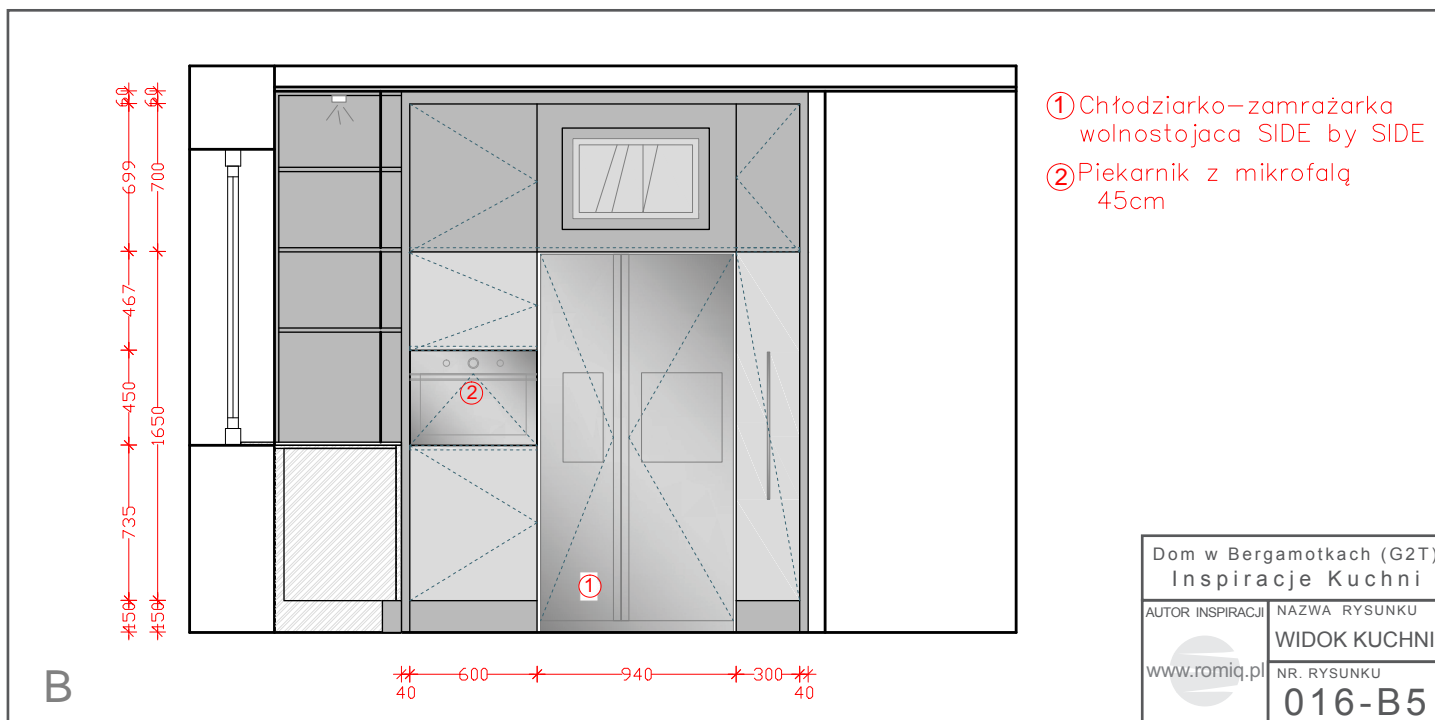 ① Chłodziarko-zamrażarka
wolnostojaca SIDE by SIDE
② Piekarnik z mikrofalą
45cm
60
60
699
700
467
450
1650
735
150
150
2
1
40
600
940
300
40
B
Dom w Bergamotkach (G2T)
Inspiracje Kuchni
AUTOR INSPIRACJI
www.romiq.pl
NAZWA RYSUNKU
WIDOK KUCHNI
NR. RYSUNKU
016-B5